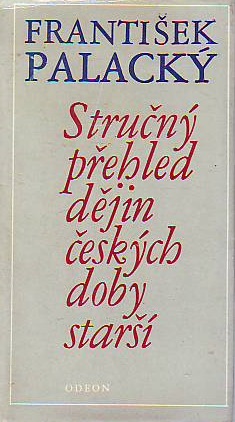 FRANTIŠEK
PALACKÝ
Stručný
přehled
dějin
českých
doby
starší
ODEON